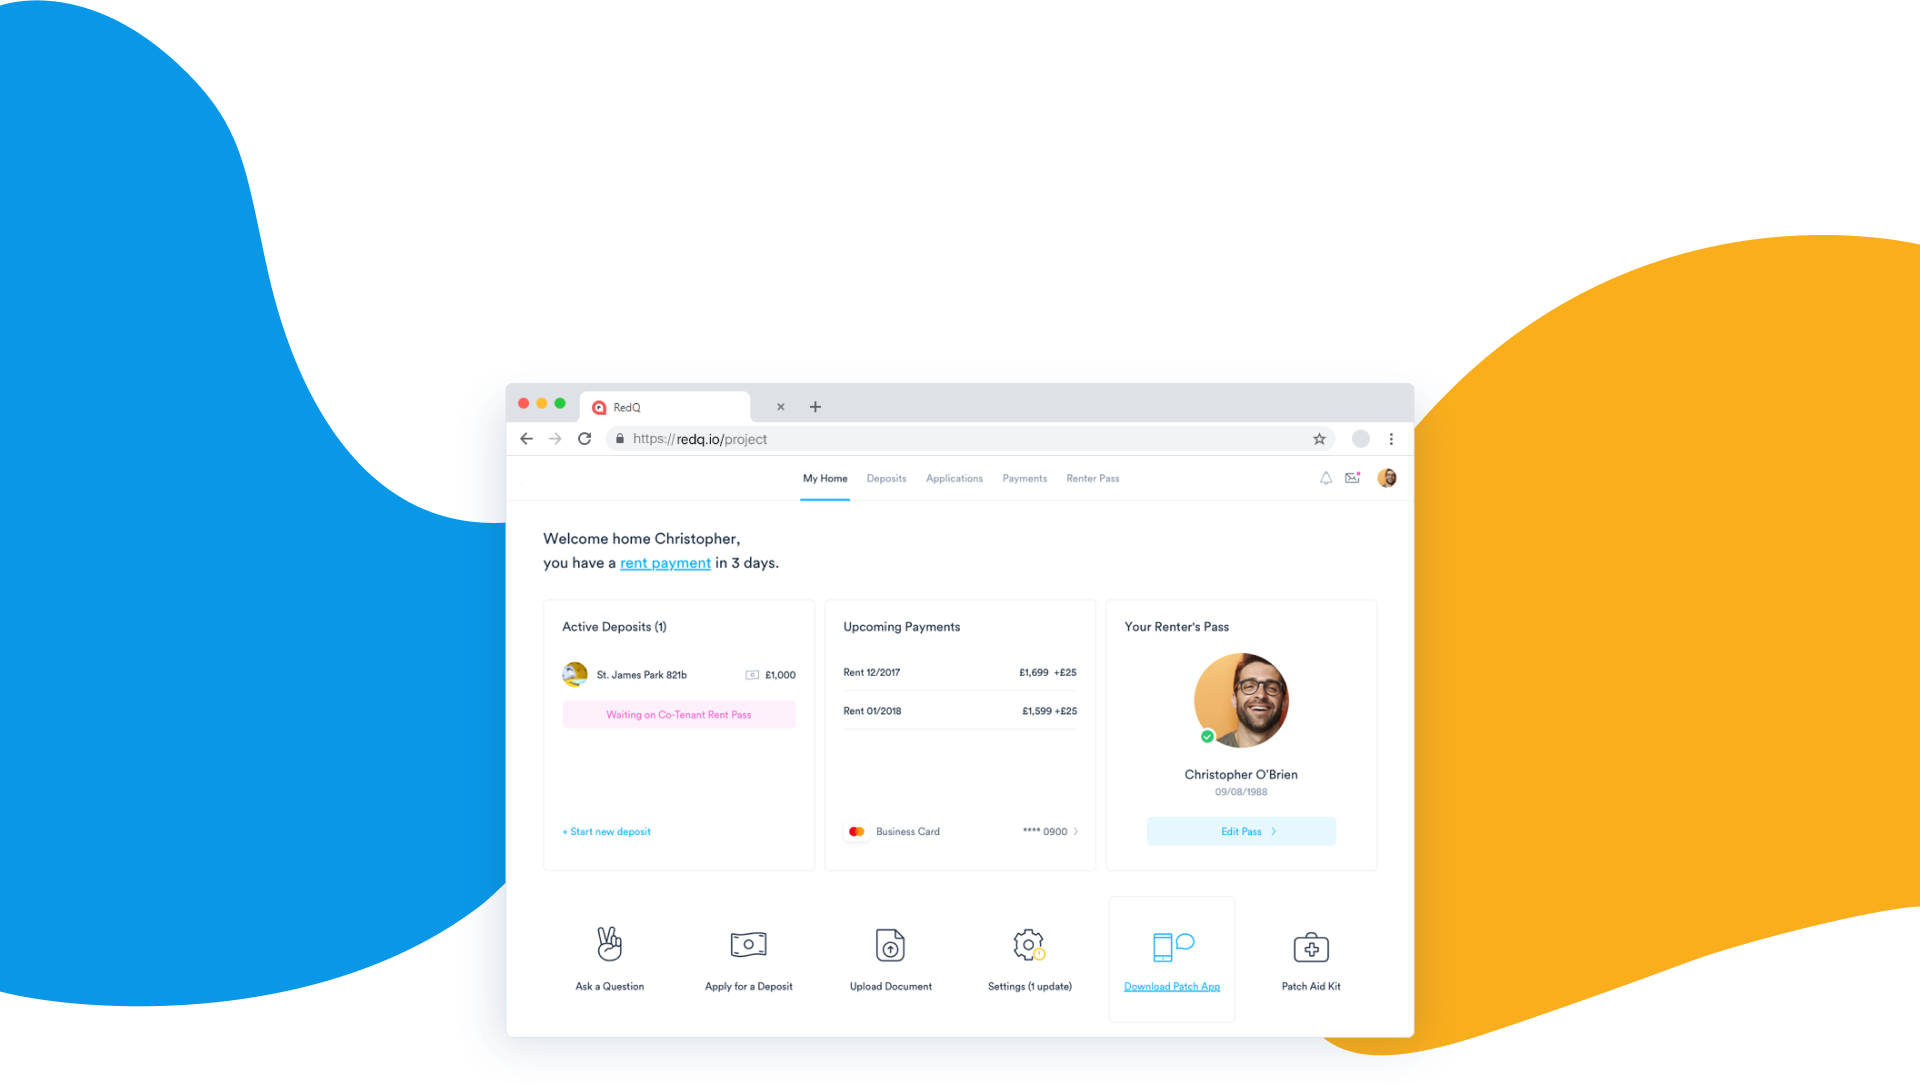 RedQ
https://redq.io/project
My Home Deposits Applications Payments Renter Pass
Welcome home Christopher,
you have a rent payment in 3 days.
Active Deposits (1)
St. James Park 821b £1,000
Waiting on Co-Tenant Rent Pass
+ Start new deposit
Upcoming Payments
Rent 12/2017 £1,699 +£25
Rent 01/2018 £1,599 +£25
Business Card **** 0900
Your Renter's Pass
Christopher O'Brien
09/08/1988
Edit Pass
Ask a Question
Apply for a Deposit
Upload Document
Settings (1 update)
Download Patch App
Patch Aid Kit